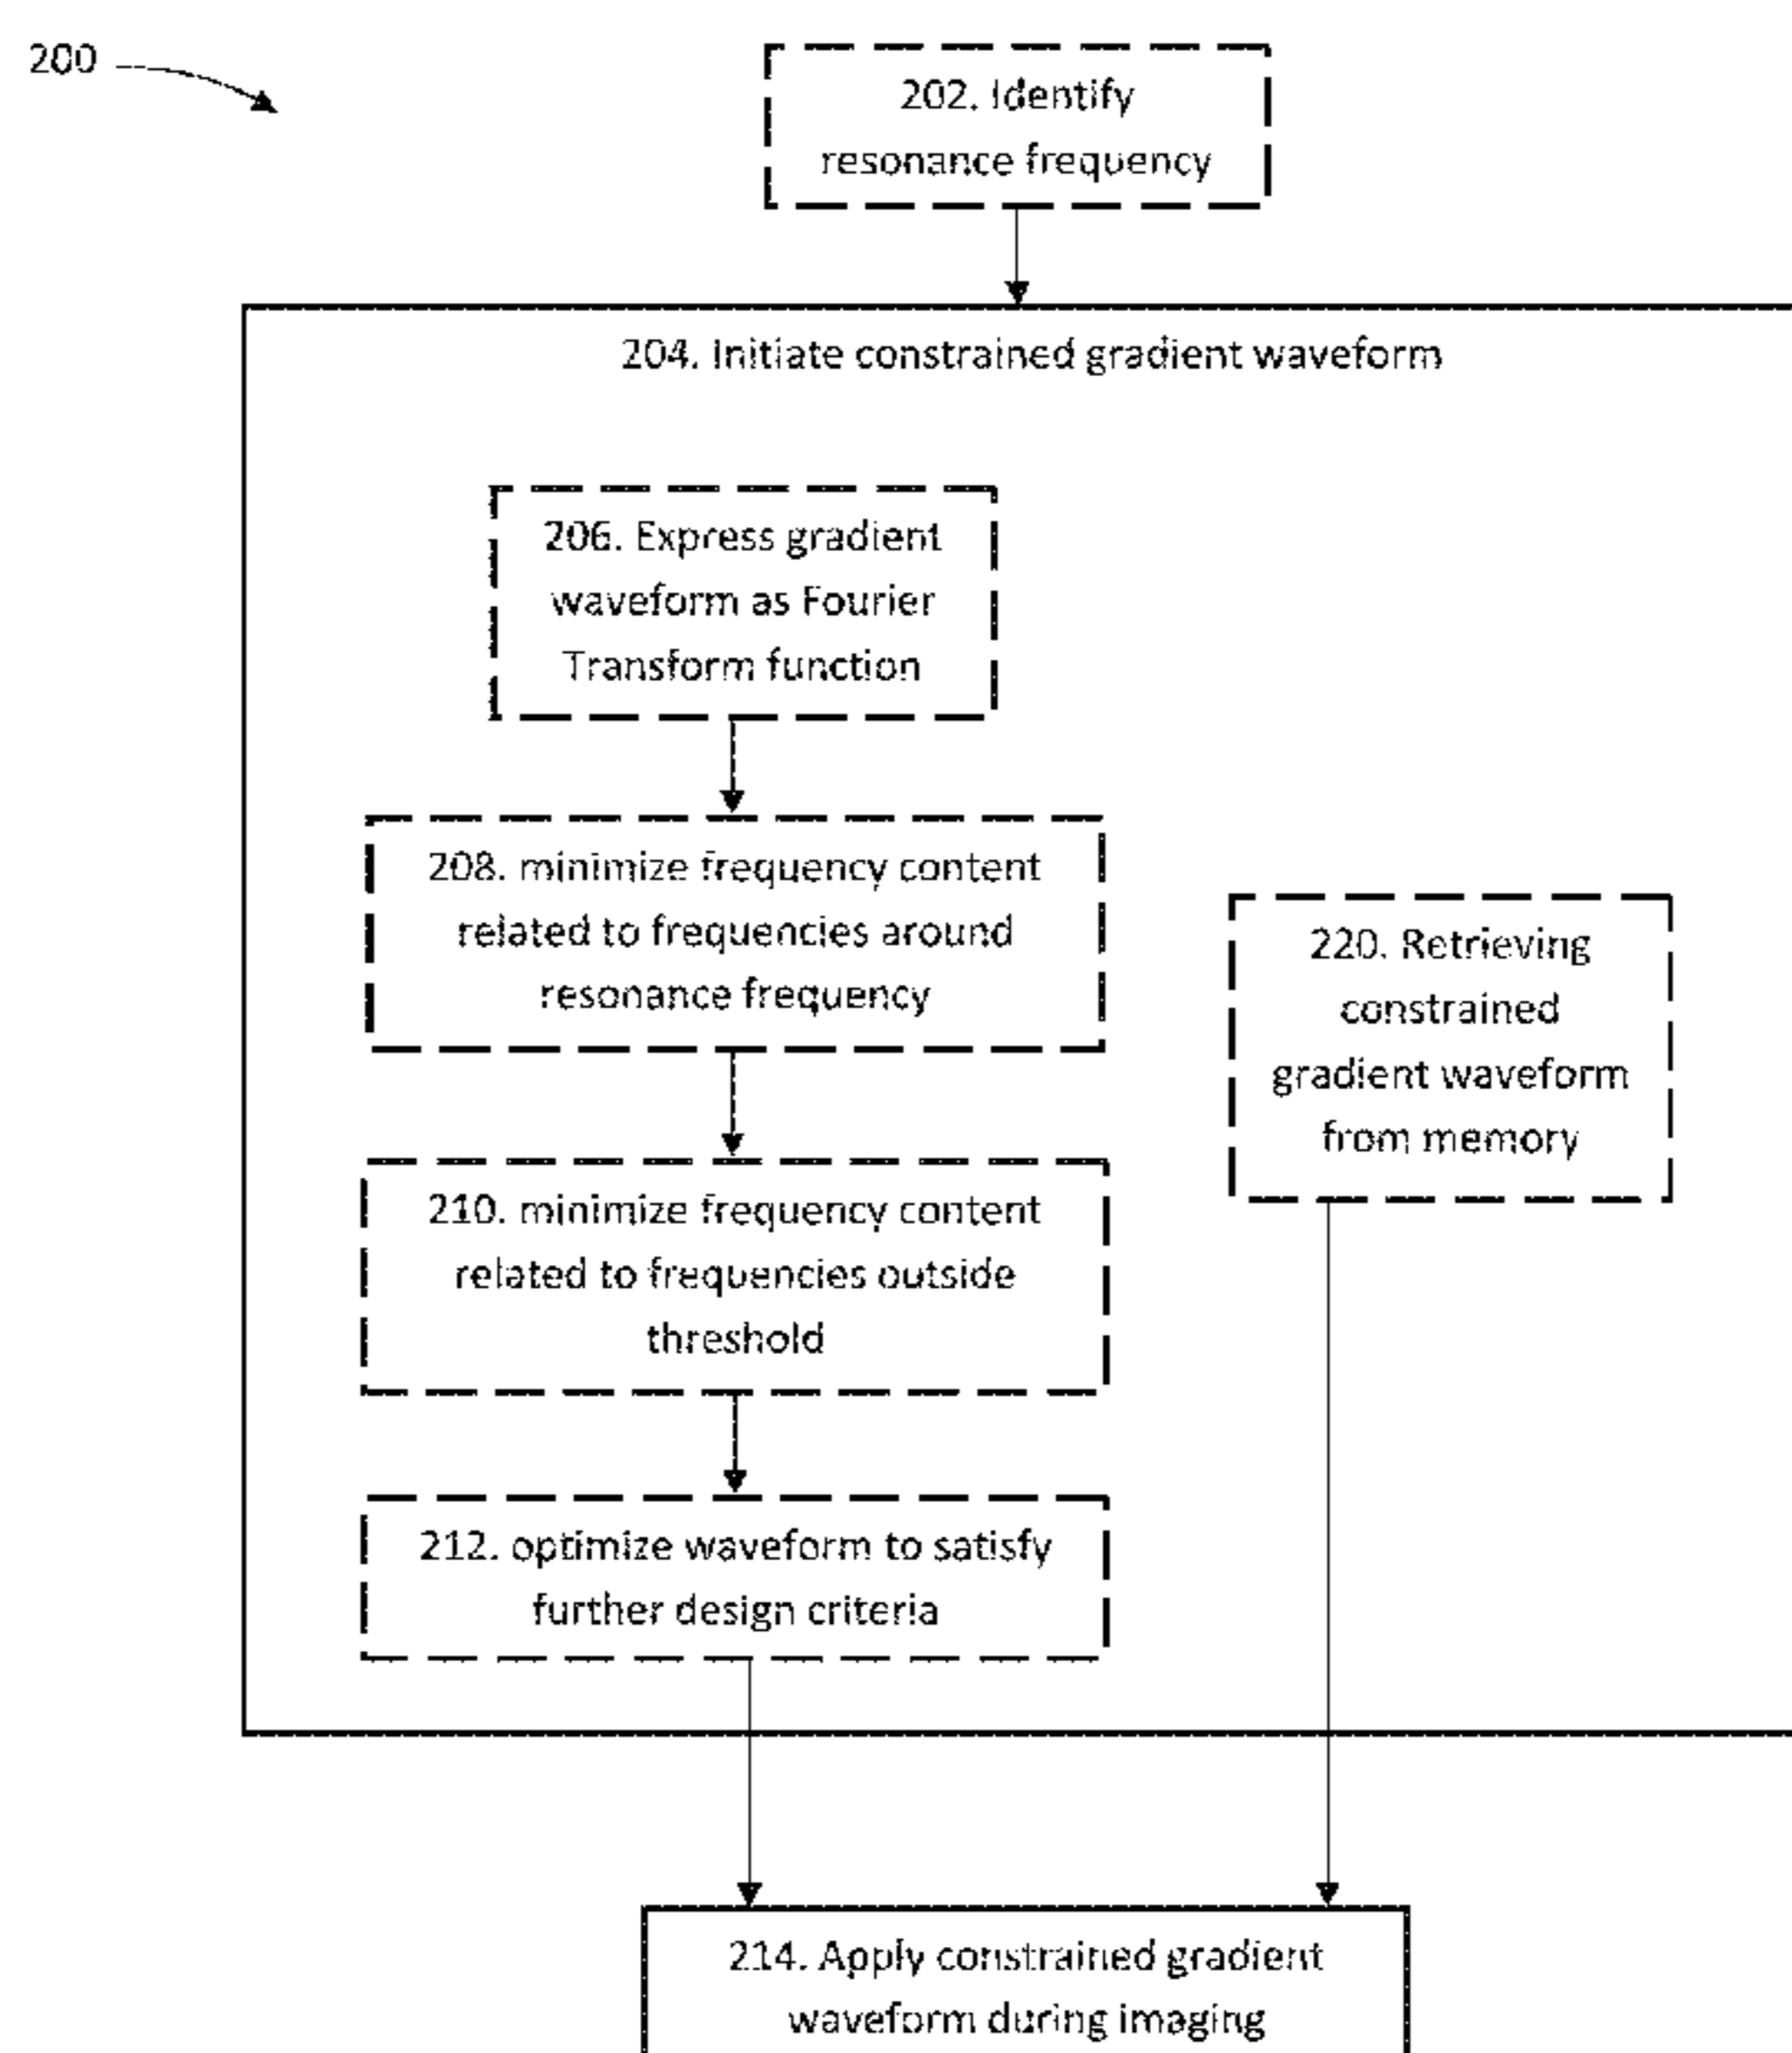 200
202. Identify
resonance frequency
204. Initiate constrained gradient waveform
206. Express gradient
waveform as Fourier
Transform function
208. minimize frequency content
related to frequencies around
resonance frequency
210. minimize frequency content
related to frequencies outside
threshold
212. optimize waveform to satisfy
further design criteria
220. Retrieving
constrained
gradient waveform
from memory
214. Apply constrained gradient
waveform during imaging